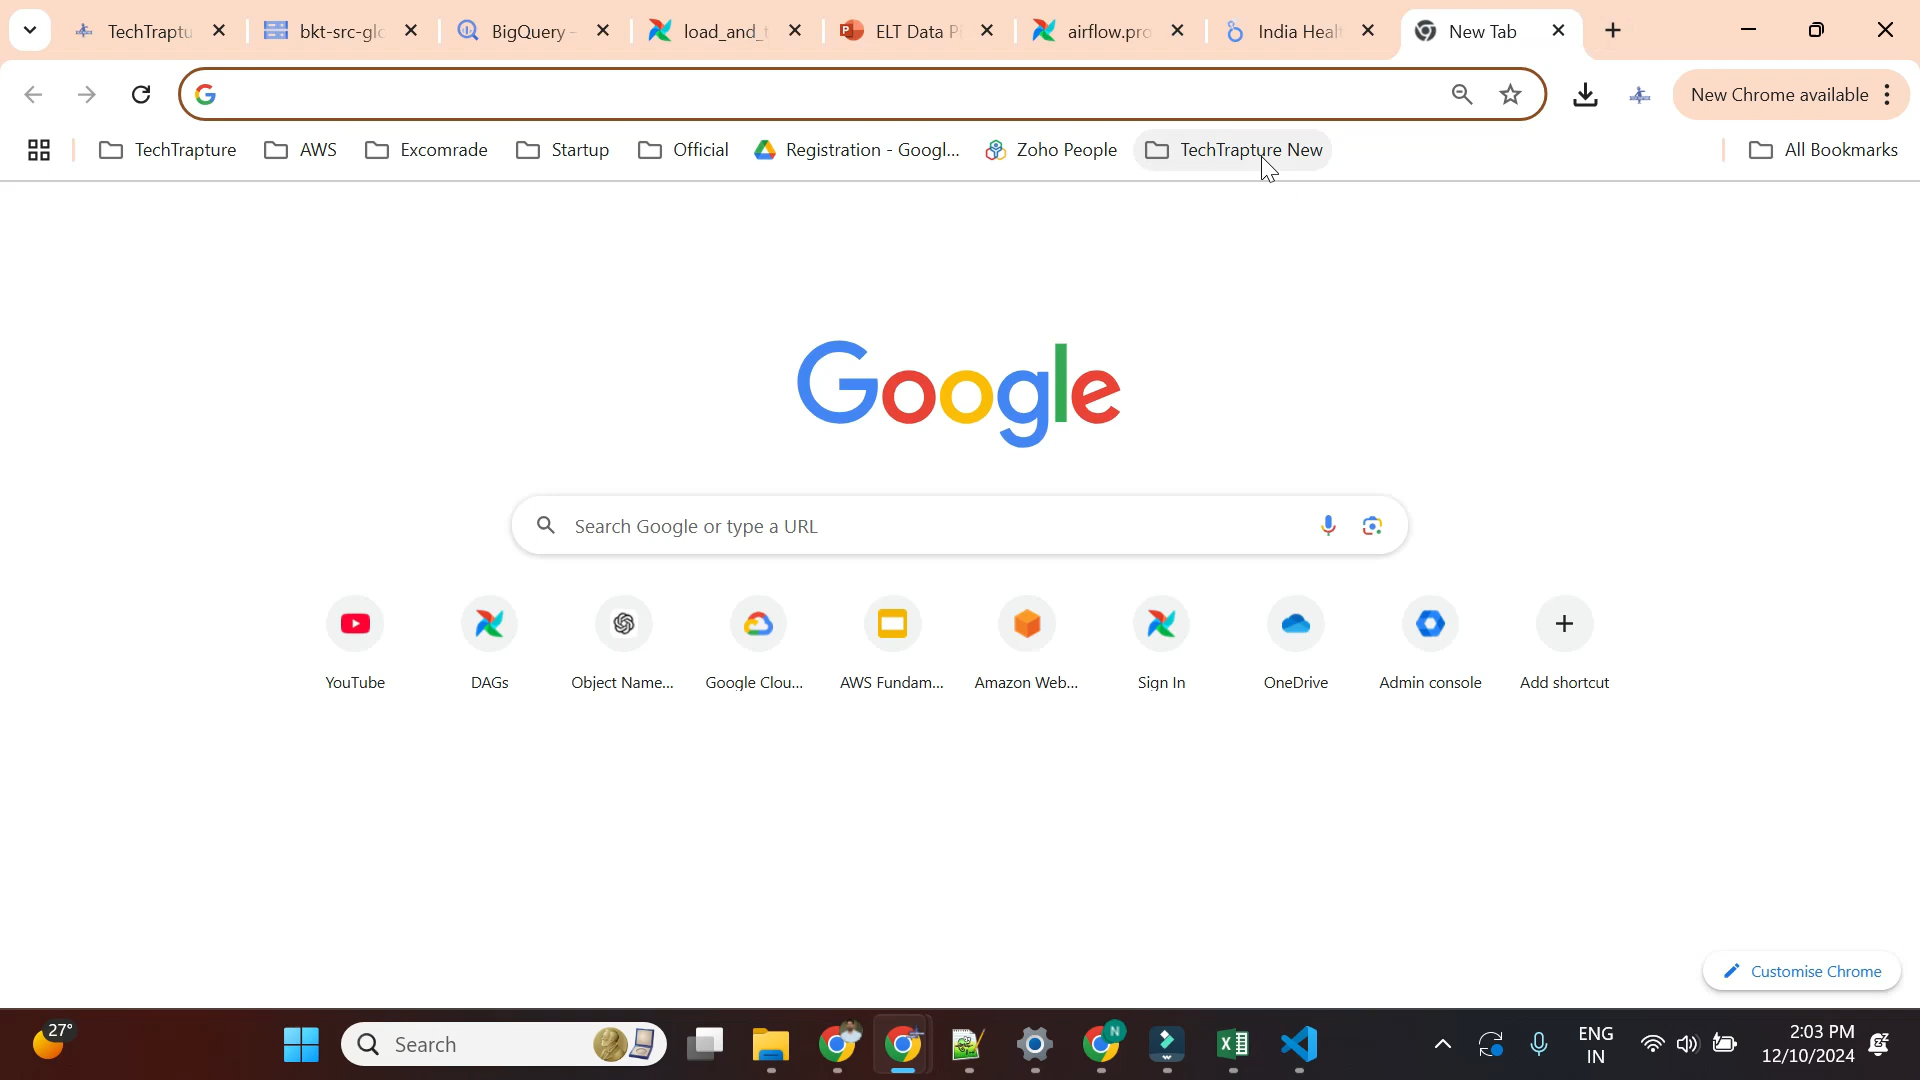 TechTraptu
bkt-src-glo
BigQuery -
load_and_t
ELT Data Pi
airflow.pro
India Healt
New Tab
New Chrome available
TechTrapture
AWS
Excomrade
Startup
Official
Registration - Googl...
Zoho People
TechTrapture New
All Bookmarks
Google
Search Google or type a URL
YouTube
DAGs
Object Name...
Google Clou...
AWS Fundam...
Amazon Web...
Sign In
OneDrive
Admin console
Add shortcut
Customise Chrome
27°
Search
N
ENG
IN
2:03 PM
12/10/2024